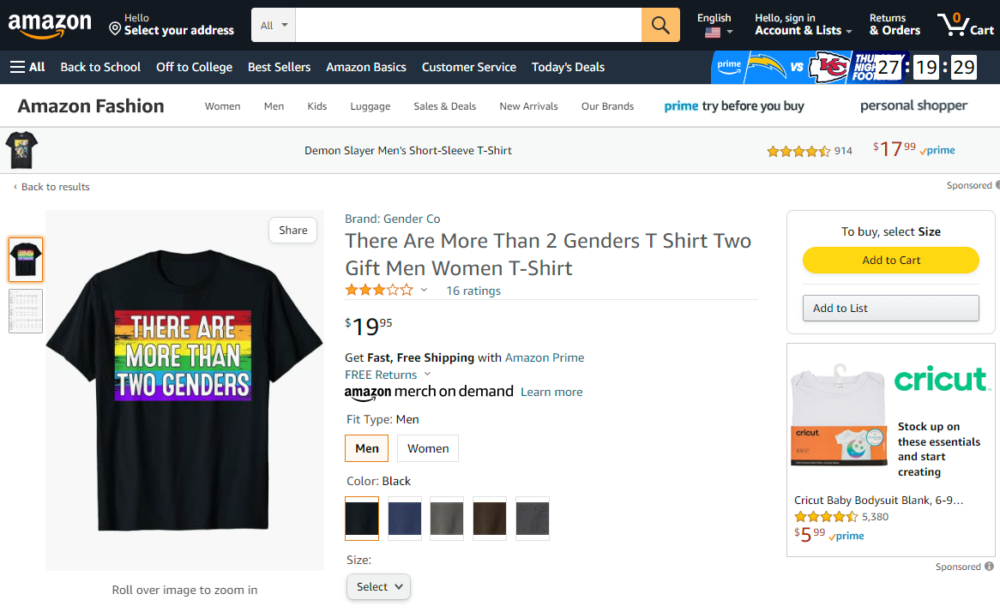 amazon
Hello
Select your address
All
English
Hello, sign in
Account & Lists
Returns
& Orders
0
Cart
All
Back to School
Off to College
Best Sellers
Amazon Basics
Customer Service
Today's Deals
prime
VS
KC
27 : 19 : 29
Amazon Fashion
Women
Men
Kids
Luggage
Sales & Deals
New Arrivals
Our Brands
prime try before you buy
personal shopper
Demon Slayer Men's Short-Sleeve T-Shirt
914
$17 99
prime
‹ Back to results
Sponsored
Share
THERE ARE
MORE THAN
TWO GENDERS
Roll over image to zoom in
Brand: Gender Co
There Are More Than 2 Genders T Shirt Two
Gift Men Women T-Shirt
16 ratings
$19 95
Get Fast, Free Shipping with Amazon Prime
FREE Returns
amazon merch on demand Learn more
Fit Type: Men
Men
Women
Color: Black
Size:
Select
To buy, select Size
Add to Cart
Add to List
cricut
cricut
Stock up on
these essentials
and start
creating
Cricut Baby Bodysuit Blank, 6-9...
5,380
$5 99
prime
Sponsored